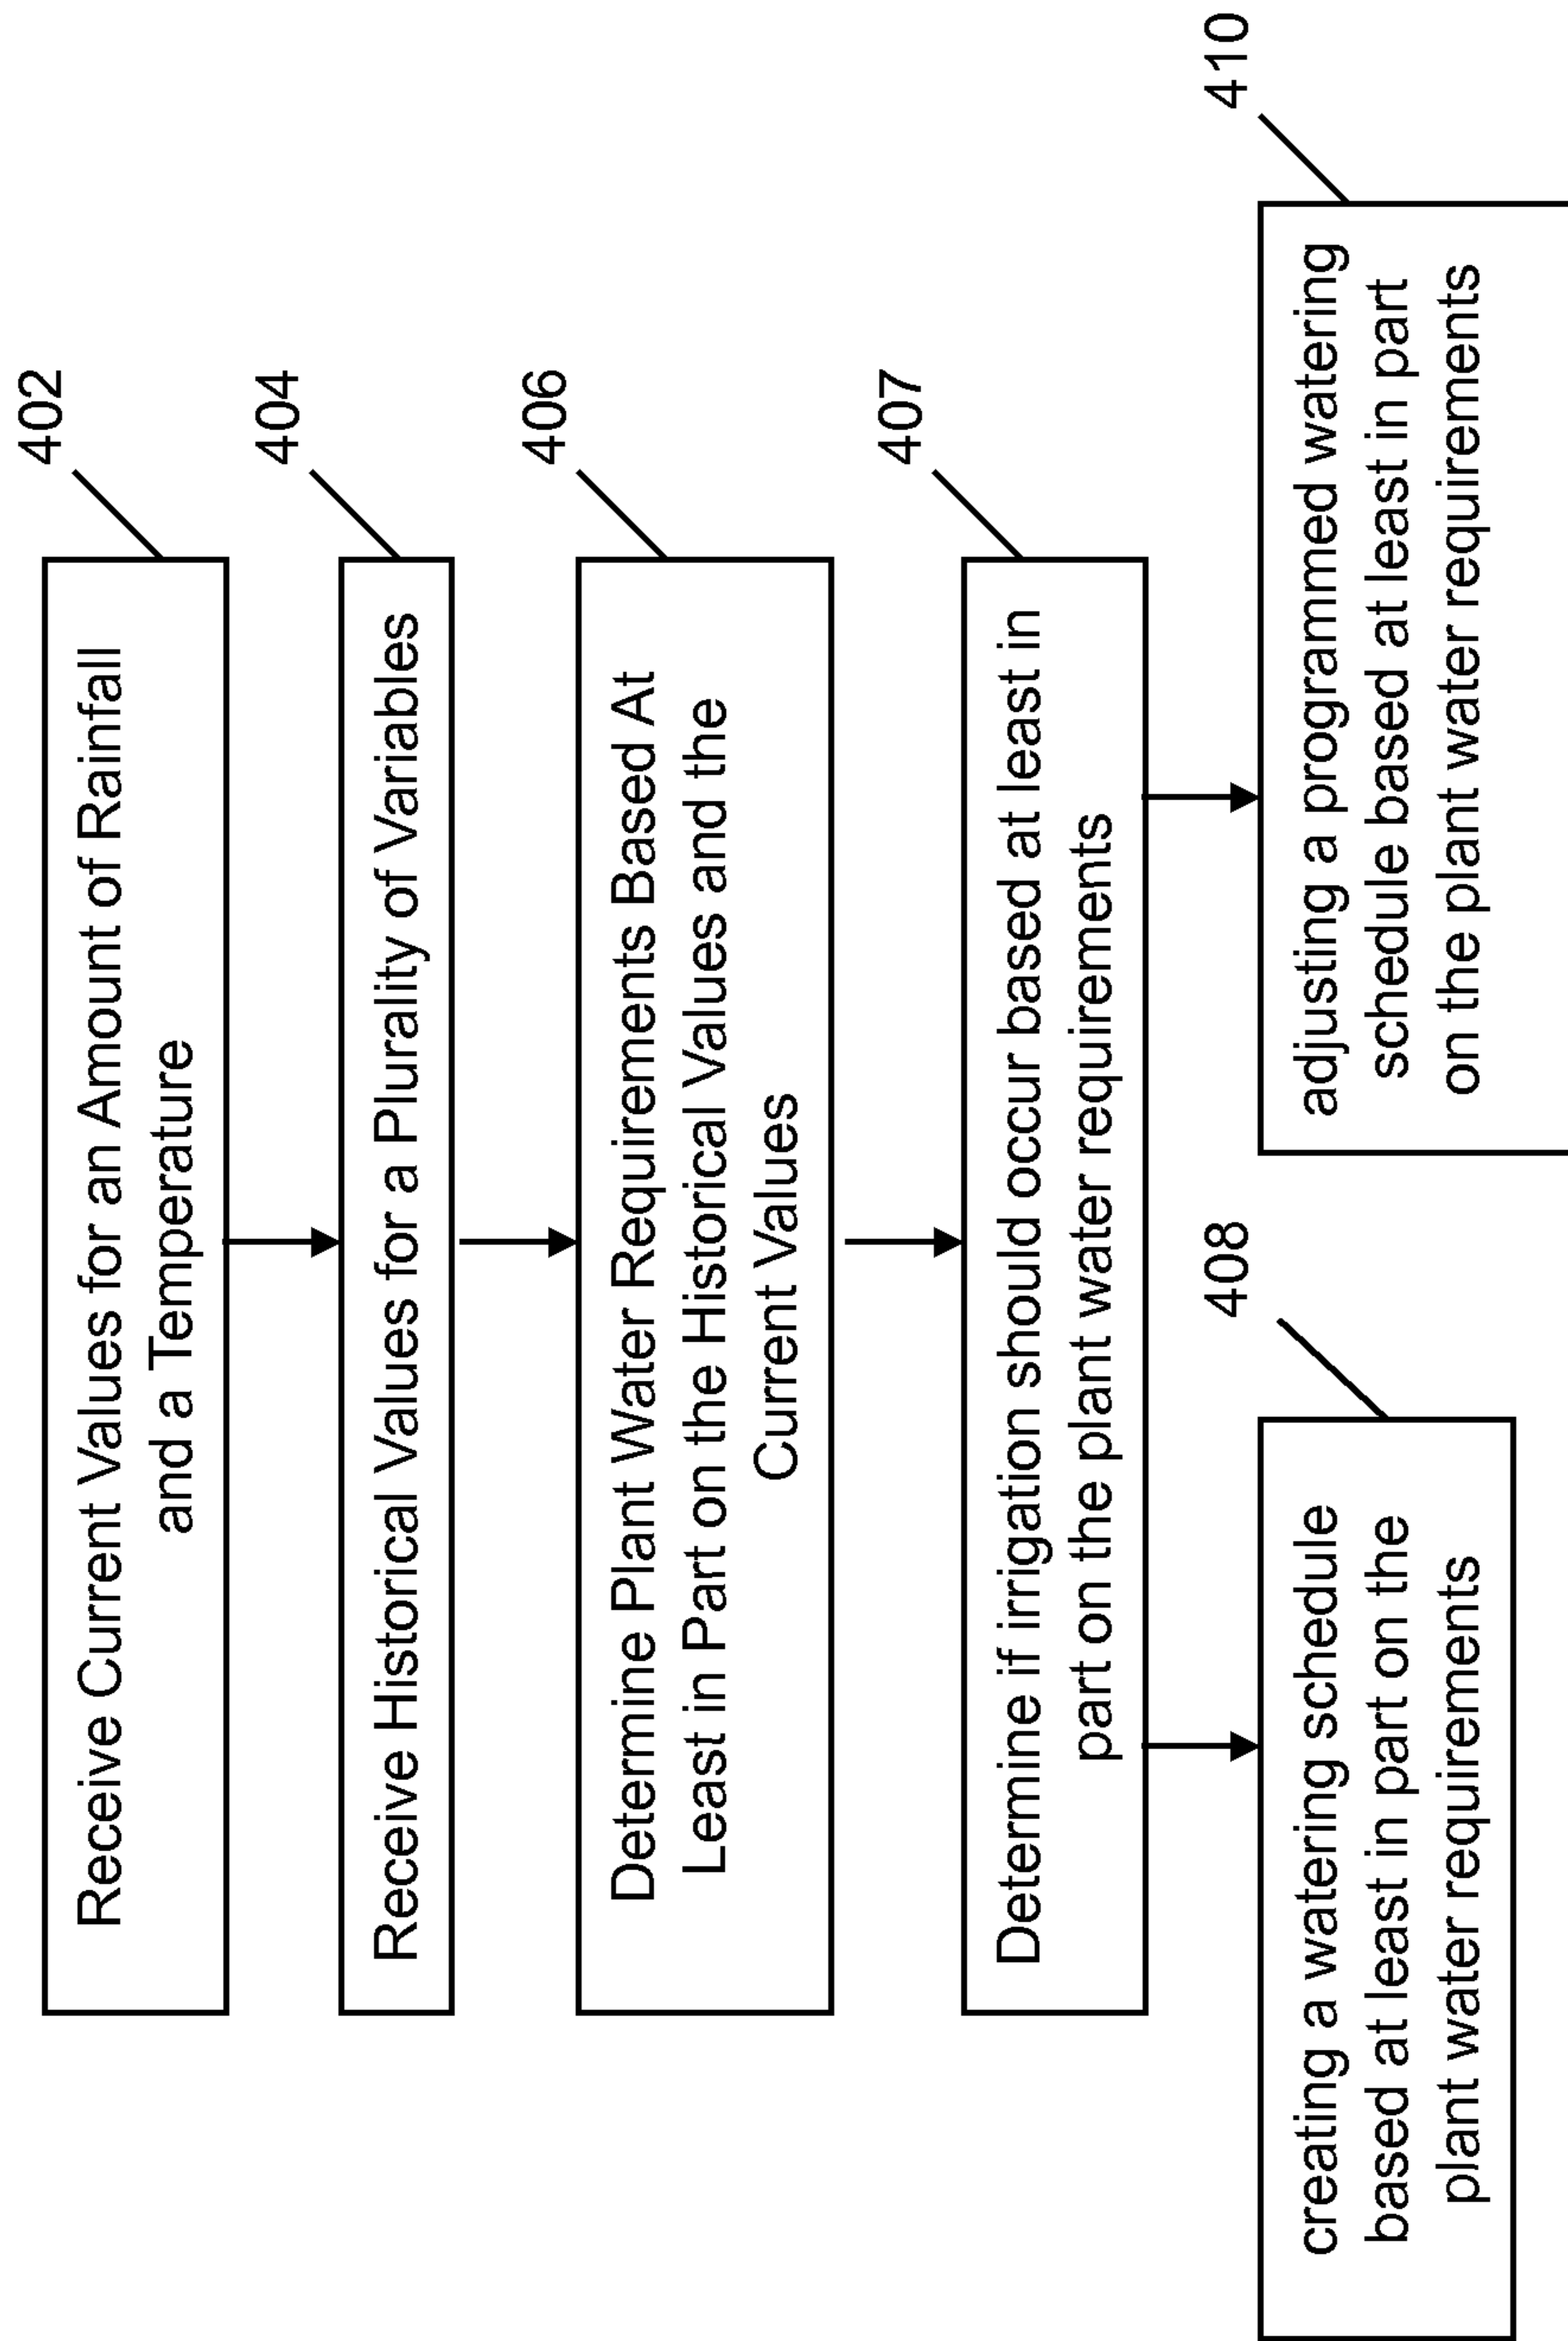 402
Receive Current Values for an Amount of Rainfall
and a Temperature
404
Receive Historical Values for a Plurality of Variables
406
Determine Plant Water Requirements Based At
Least in Part on the Historical Values and the
Current Values
407
Determine if irrigation should occur based at least in
part on the plant water requirements
408
creating a watering schedule
based at least in part on the
plant water requirements
410
adjusting a programmed watering
schedule based at least in part
on the plant water requirements